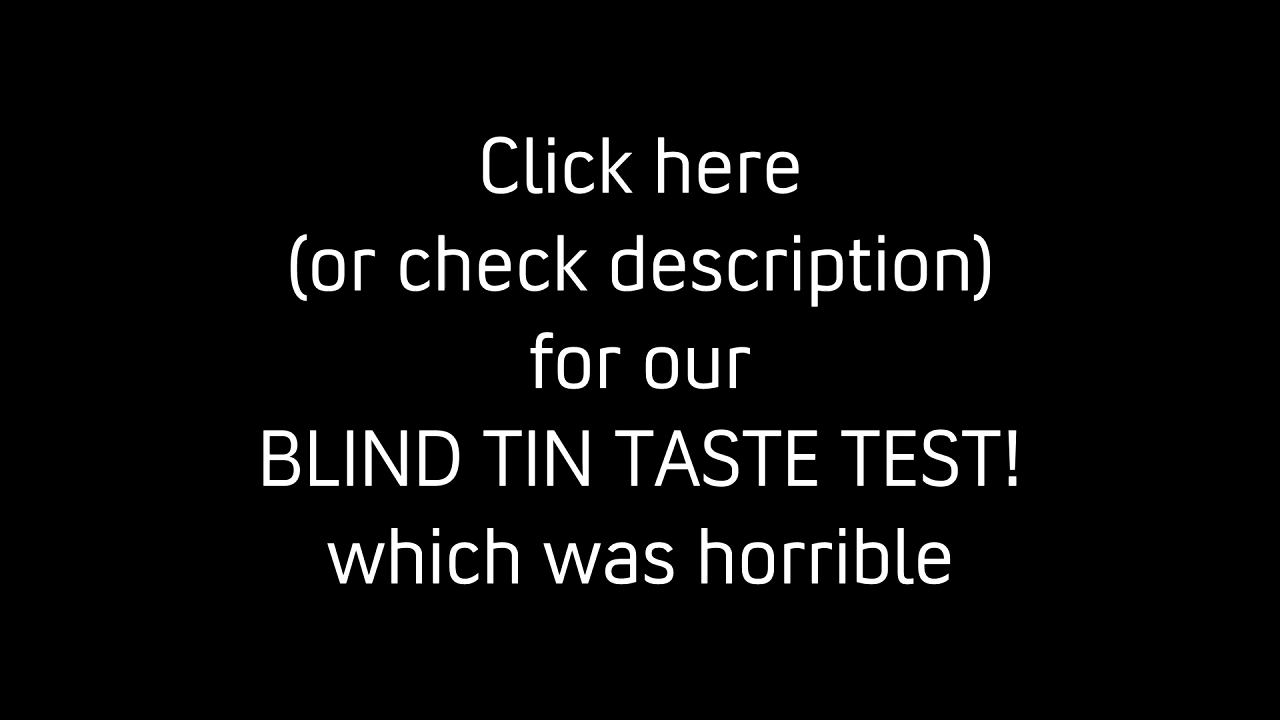 Click here
(or check description)
for our
BLIND TIN TASTE TEST!
which was horrible